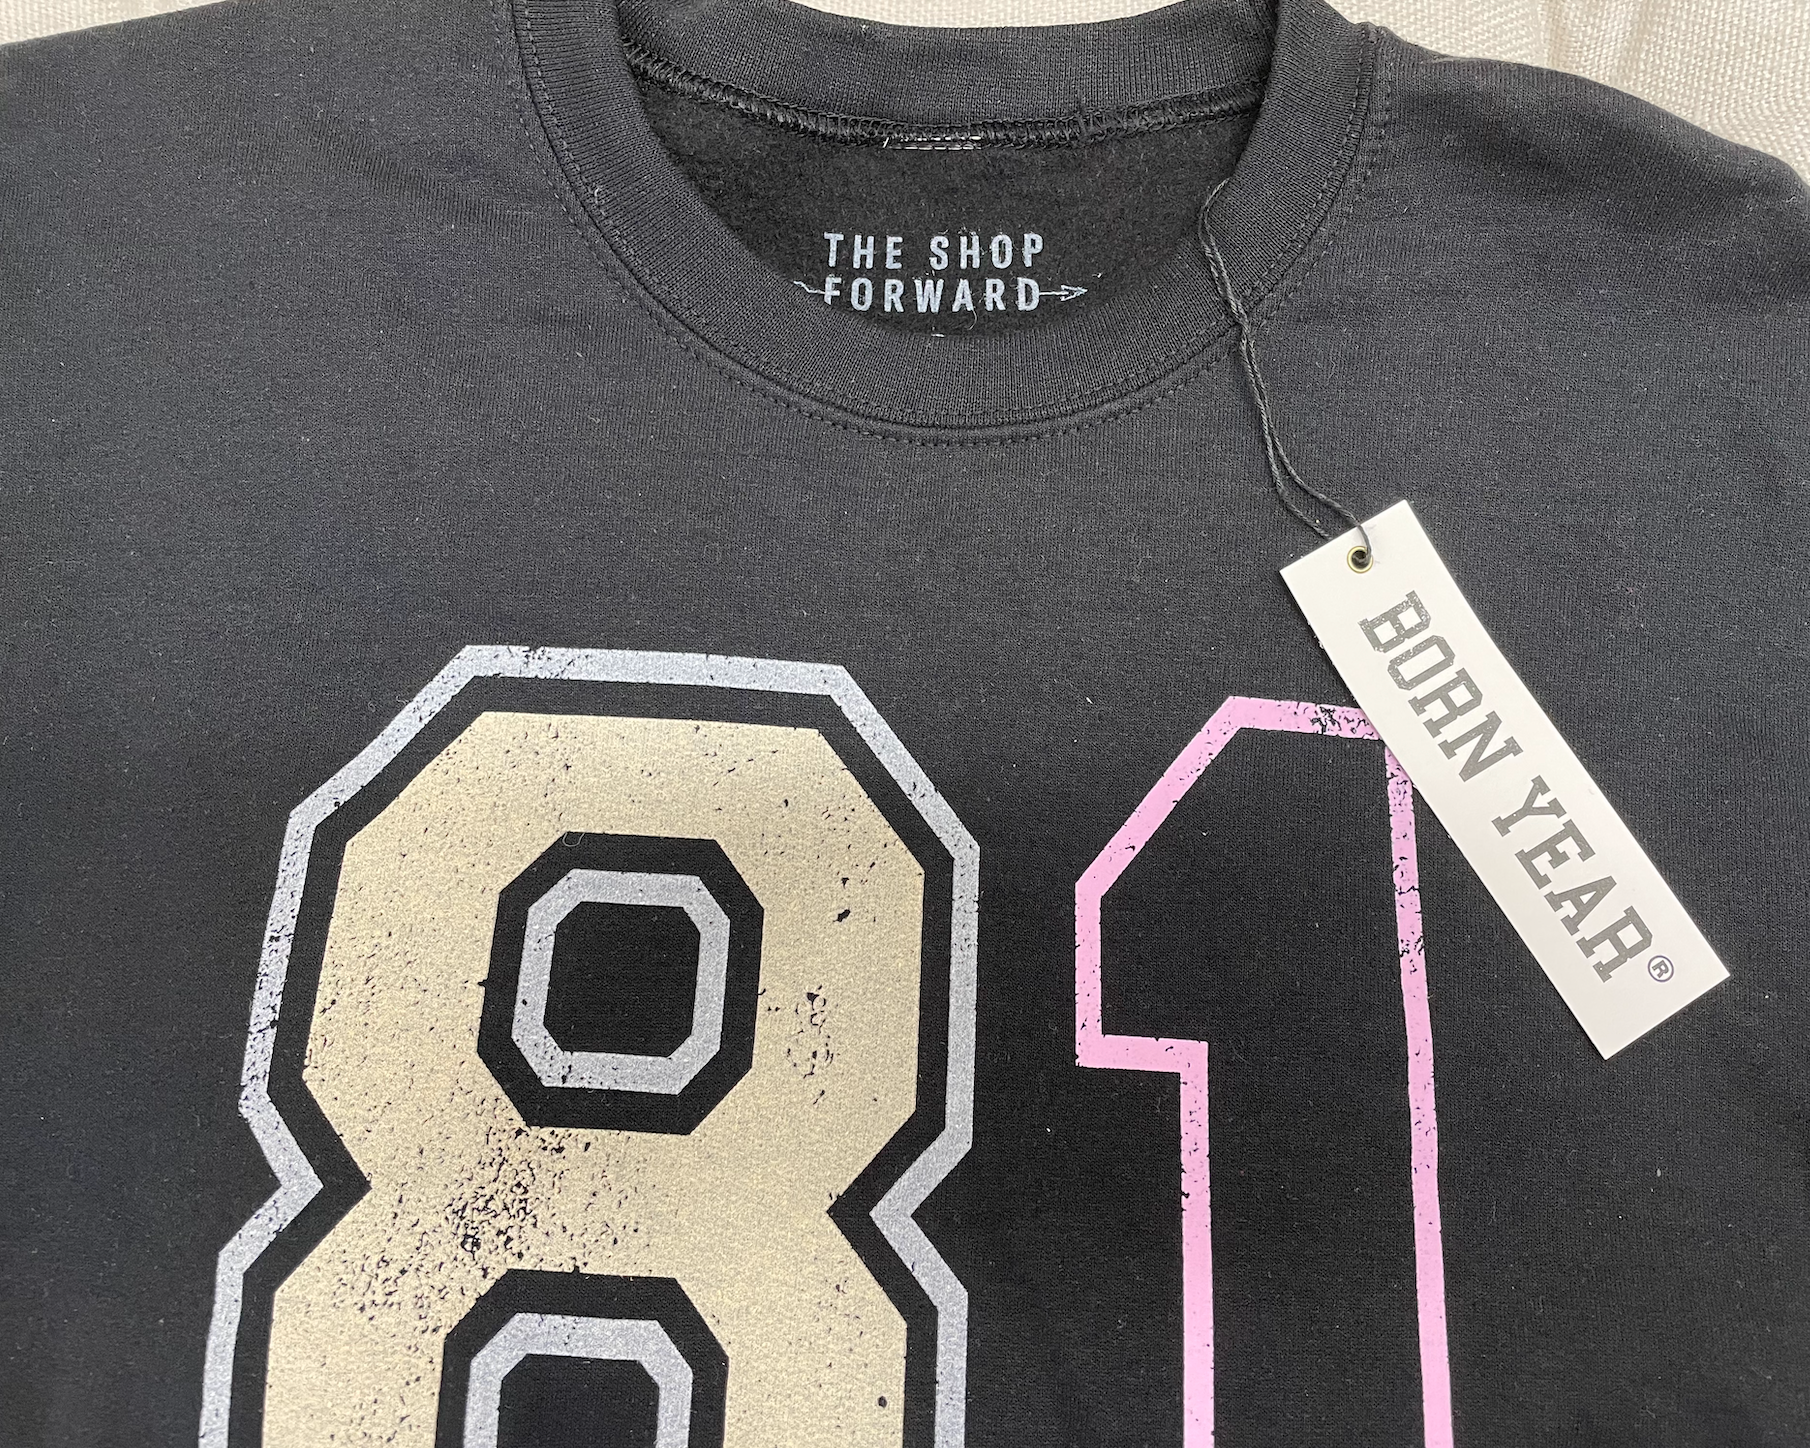 THE SHOP
FORWARD
BORN YEAR®
81